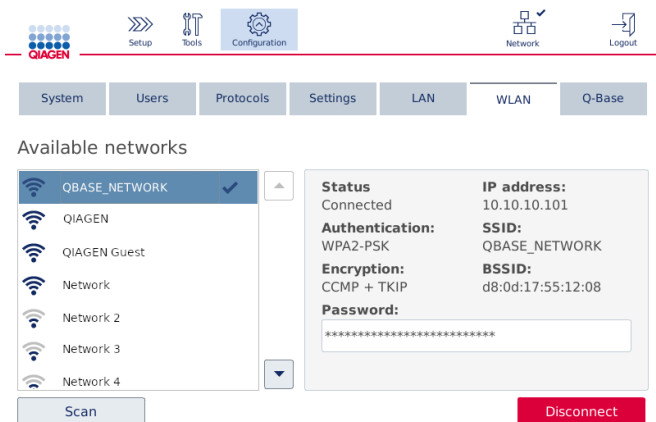 QIAGEN
Setup
Tools
Configuration
Network
Logout
System
Users
Protocols
Settings
LAN
WLAN
Q-Base
Available networks
QBASE_NETWORK
QIAGEN
QIAGEN Guest
Network
Network 2
Network 3
Network 4
Status
Connected
IP address:
10.10.10.101
Authentication:
WPA2-PSK
SSID:
QBASE_NETWORK
Encryption:
CCMP + TKIP
BSSID:
d8:0d:17:55:12:08
Password:
**************************
Scan
Disconnect